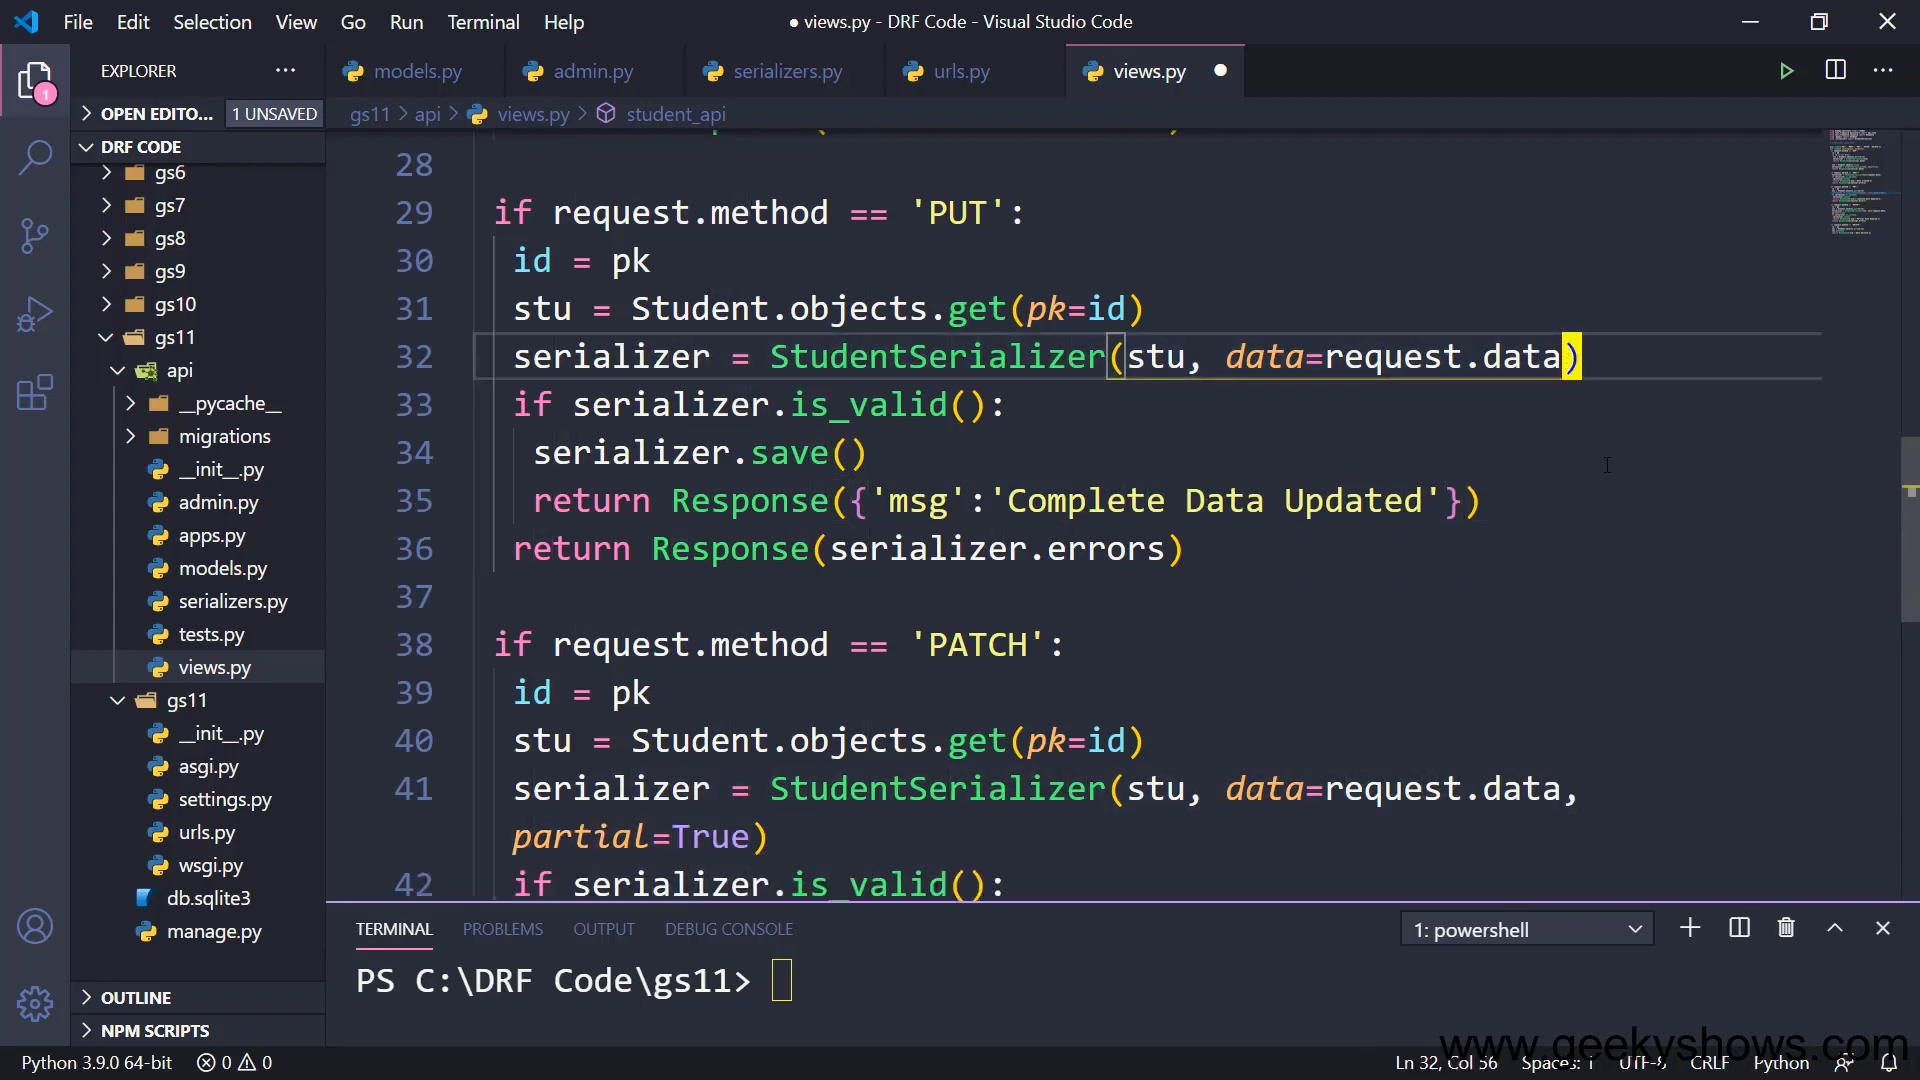 File Edit Selection View Go Run Terminal Help
● views.py - DRF Code - Visual Studio Code
EXPLORER
1
OPEN EDITO... 1 UNSAVED
DRF CODE
gs6
gs7
gs8
gs9
gs10
gs11
api
__pycache__
migrations
__init__.py
admin.py
apps.py
models.py
serializers.py
tests.py
views.py
gs11
__init__.py
asgi.py
settings.py
urls.py
wsgi.py
db.sqlite3
manage.py
OUTLINE
NPM SCRIPTS
models.py admin.py serializers.py urls.py views.py
gs11 > api > views.py > student_api
28
29 if request.method == 'PUT':
30 id = pk
31 stu = Student.objects.get(pk=id)
32 serializer = StudentSerializer(stu, data=request.data)
33 if serializer.is_valid():
34 serializer.save()
35 return Response({'msg':'Complete Data Updated'})
36 return Response(serializer.errors)
37
38 if request.method == 'PATCH':
39 id = pk
40 stu = Student.objects.get(pk=id)
41 serializer = StudentSerializer(stu, data=request.data,
partial=True)
42 if serializer.is_valid():
TERMINAL PROBLEMS OUTPUT DEBUG CONSOLE 1: powershell
PS C:\DRF Code\gs11>
www.geekyshows.com
Python 3.9.0 64-bit 0 0 Ln 32, Col 56 Spaces: 1 UTF-8 CRLF Python